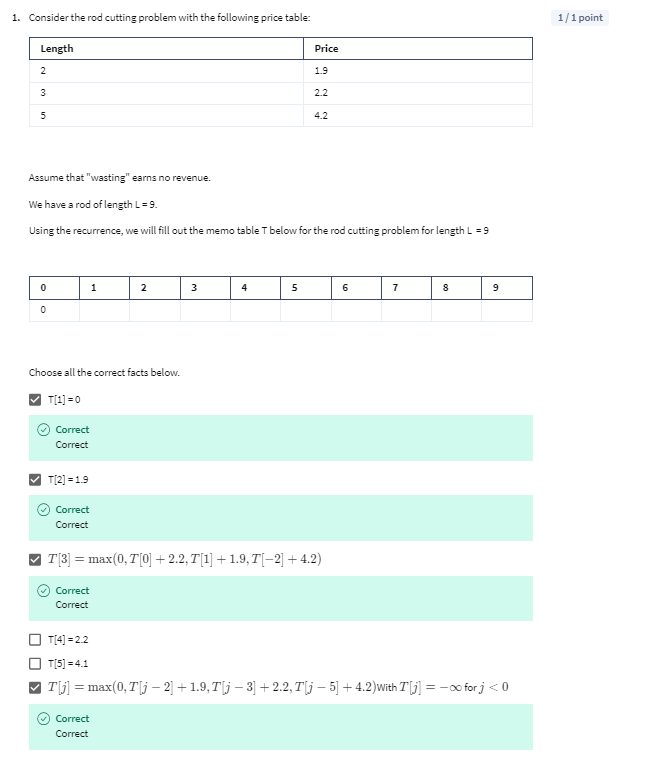 1. Consider the rod cutting problem with the following price table:
1 / 1 point
Length Price
2 1.9
3 2.2
5 4.2
Assume that "wasting" earns no revenue.
We have a rod of length L = 9.
Using the recurrence, we will fill out the memo table T below for the rod cutting problem for length L = 9
0 1 2 3 4 5 6 7 8 9
0
Choose all the correct facts below.
T[1] = 0
Correct
Correct
T[2] = 1.9
Correct
Correct
T[3] = max(0, T[0] + 2.2, T[1] + 1.9, T[−2] + 4.2)
Correct
Correct
T[4] = 2.2
T[5] = 4.1
T[j] = max(0, T[j − 2] + 1.9, T[j − 3] + 2.2, T[j − 5] + 4.2)With T[j] = −∞ for j < 0
Correct
Correct